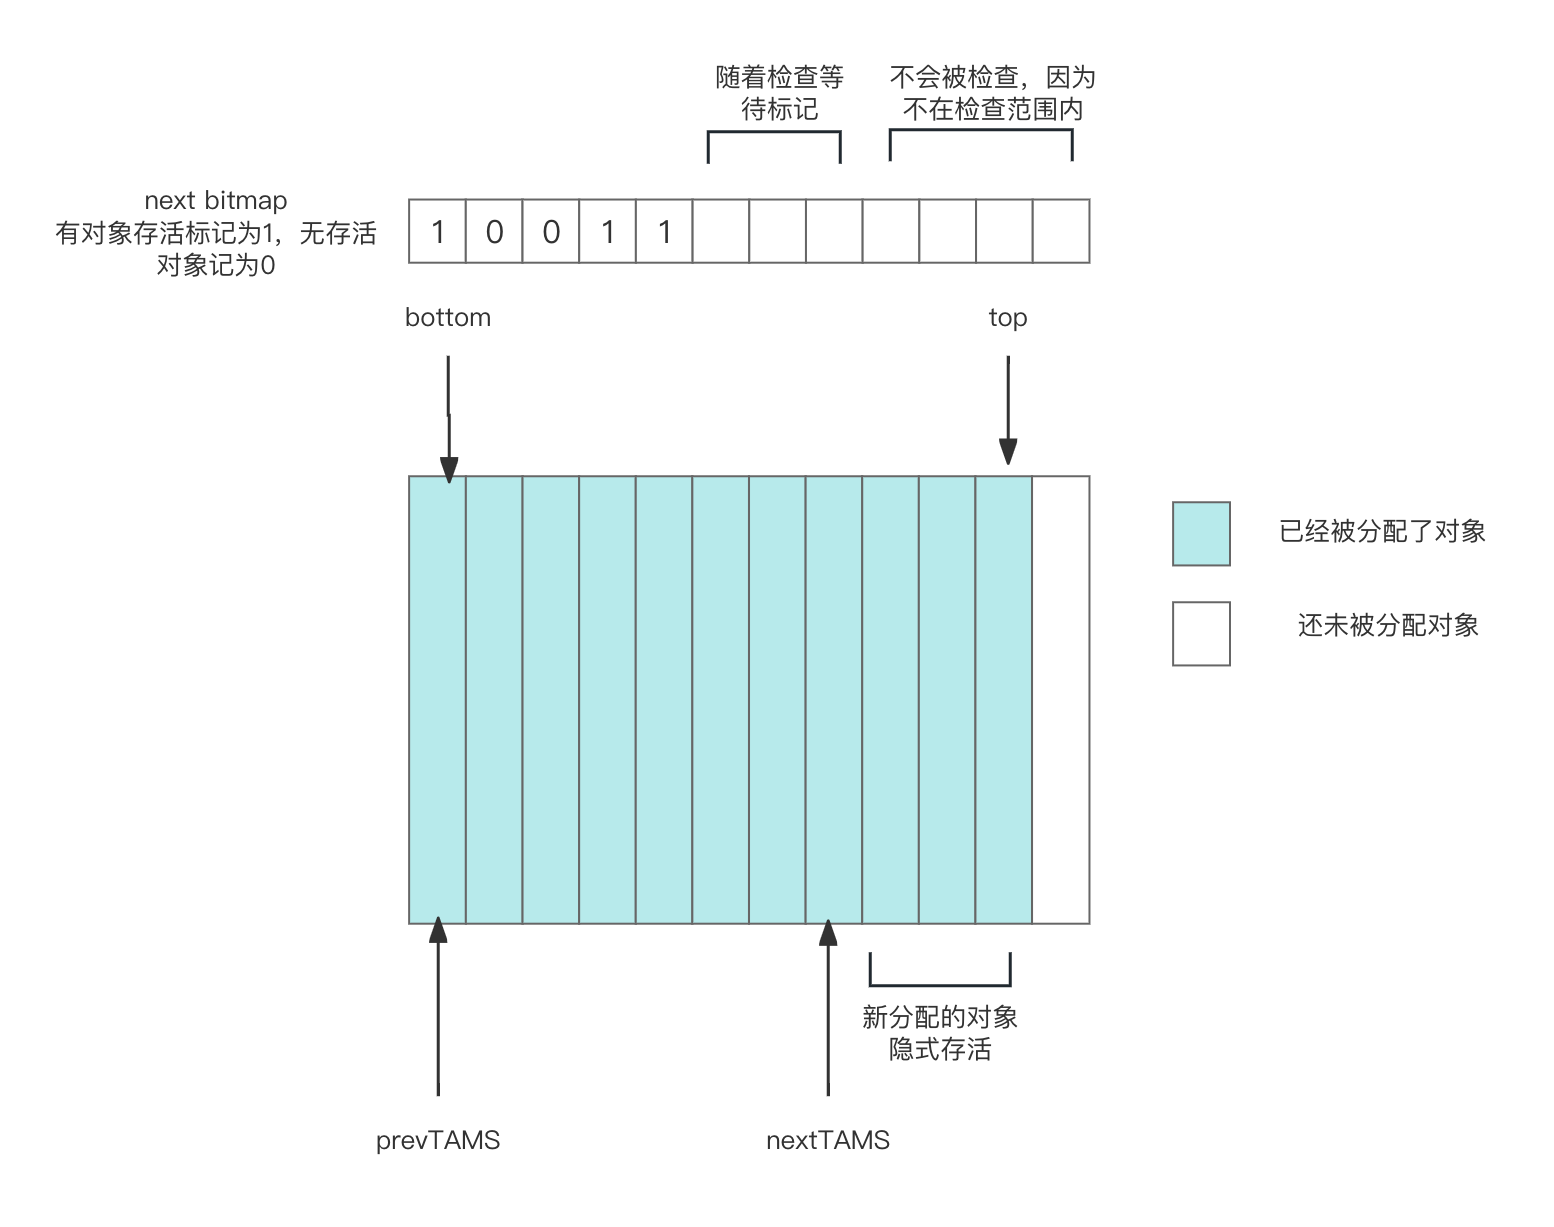 随着检查等
待标记
不会被检查，因为
不在检查范围内
next bitmap
有对象存活标记为1，无存活
对象记为0
1 0 0 1 1
bottom
top
已经被分配了对象
还未被分配对象
新分配的对象
隐式存活
prevTAMS
nextTAMS